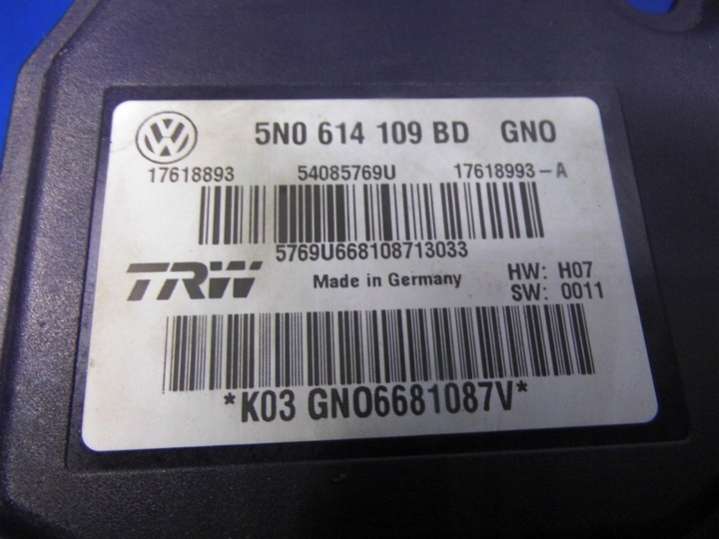 5N0 614 109 BD GNO
17618893 54085769U 17618993-A
5769U668108713033
TRW Made in Germany HW: H07
SW: 0011
*K03 GNO6681087V*